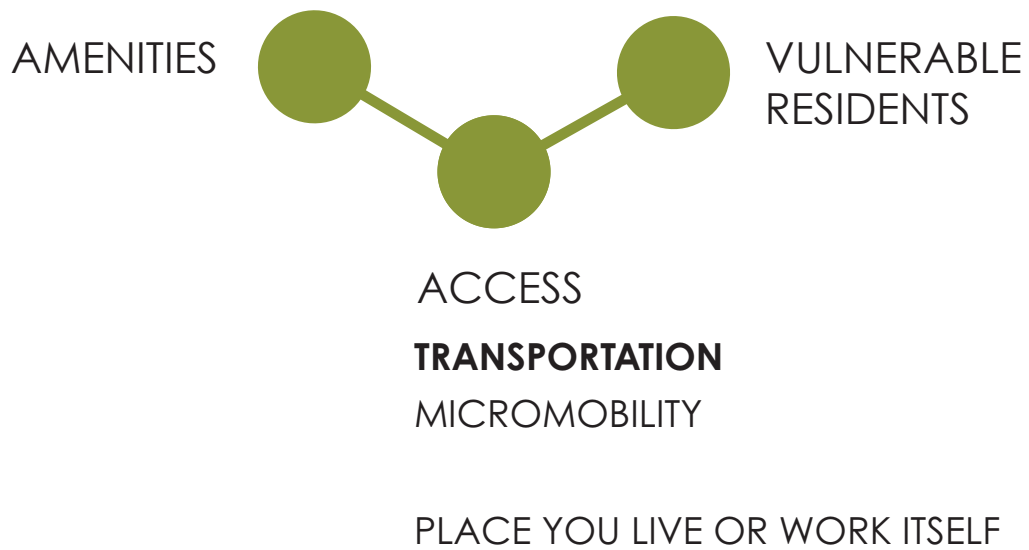 AMENITIES
VULNERABLE
RESIDENTS
ACCESS
TRANSPORTATION
MICROMOBILITY
PLACE YOU LIVE OR WORK ITSELF